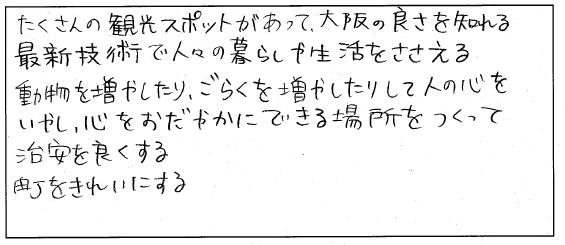 たくさんの観光スポットがあって、大阪の良さを知れる
最新技術で人々の暮らしや生活をささえる
動物を増やしたり、ごらくを増やしたりして人の心を
いやし、心をおだやかにできる場所をつくって
治安を良くする
町をきれいにする